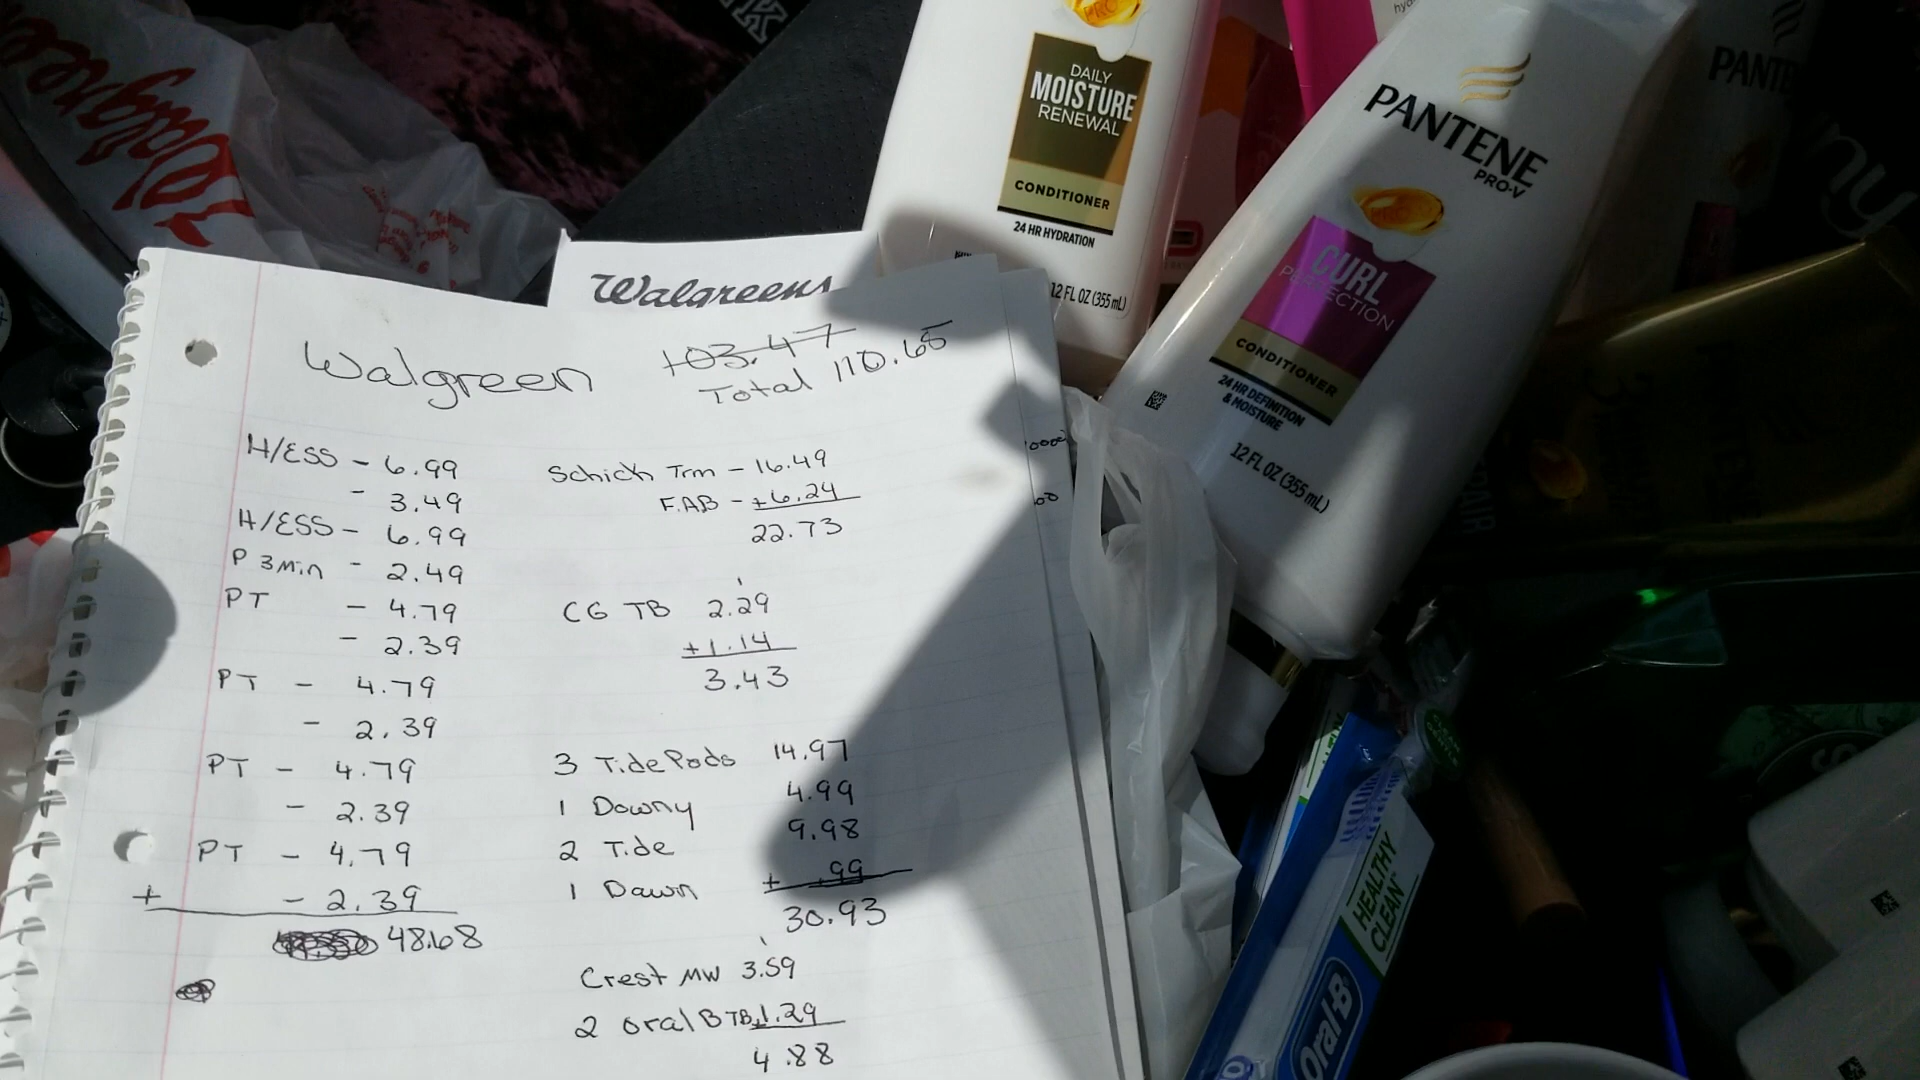 Walgreens
Walgreens
Walgreen
103.47
Total 110.65
H/ESS - 6.99
- 3.49
H/ESS - 6.99
P 3Min - 2.49
PT - 4.79
- 2.39
PT - 4.79
- 2.39
PT - 4.79
- 2.39
PT - 4.79
+ - 2.39
48.68
Schick Trm - 16.49
F.A.B - +6.24
22.73
CG TB 2.29
+1.14
3.43
3 Tide Pods 14.97
1 Downy 4.99
2 Tide 9.98
1 Dawn + .99
30.93
Crest MW 3.59
2 Oral B TB +1.29
4.88
PRO
DAILY
MOISTURE
RENEWAL
CONDITIONER
24 HR HYDRATION
12 FL OZ (355 mL)
PANTENE
PRO-V
CURL
PERFECTION
CONDITIONER
24 HR DEFINITION
& MOISTURE
12 FL OZ (355 mL)
PANTE
HEALTHY
CLEAN
Oral-B